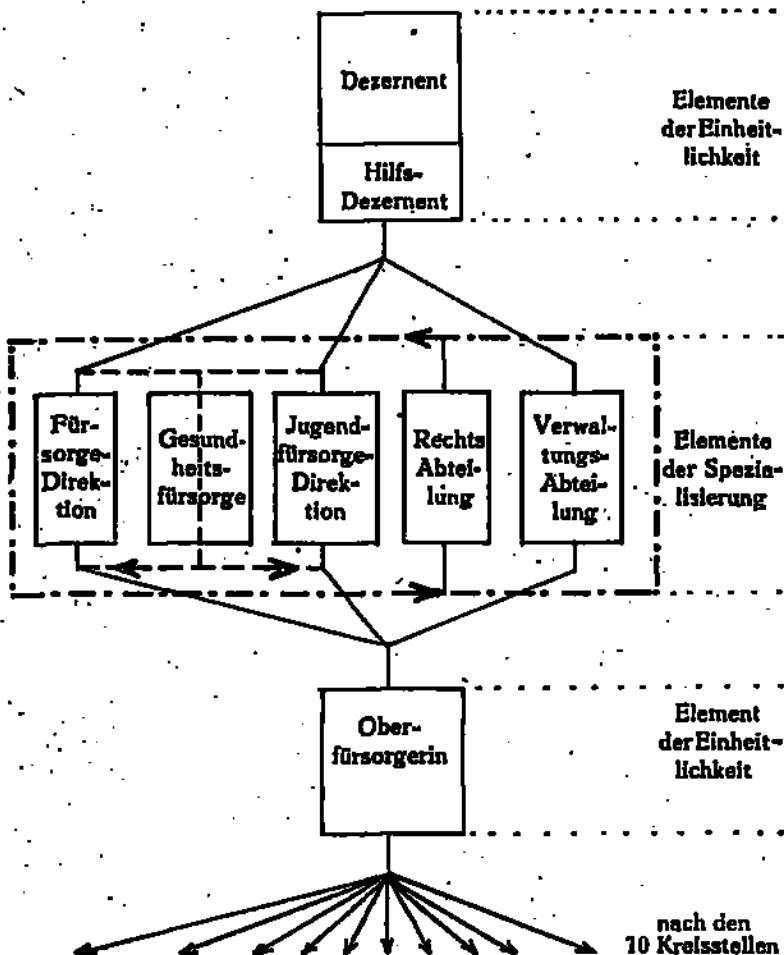 Dezernent
Hilfs-
Dezernent
Elemente
der Einheit-
lichkeit
Für-
sorge-
Direk-
tion
Gesund-
heits-
fürsorge
Jugend-
fürsorge-
Direk-
tion
Rechts
Abtei-
lung
Verwal-
tungs-
Abtei-
lung
Elemente
der Spezia-
lisierung
Ober-
fürsorgerin
Element
der Einheit-
lichkeit
nach den
10 Kreisstellen